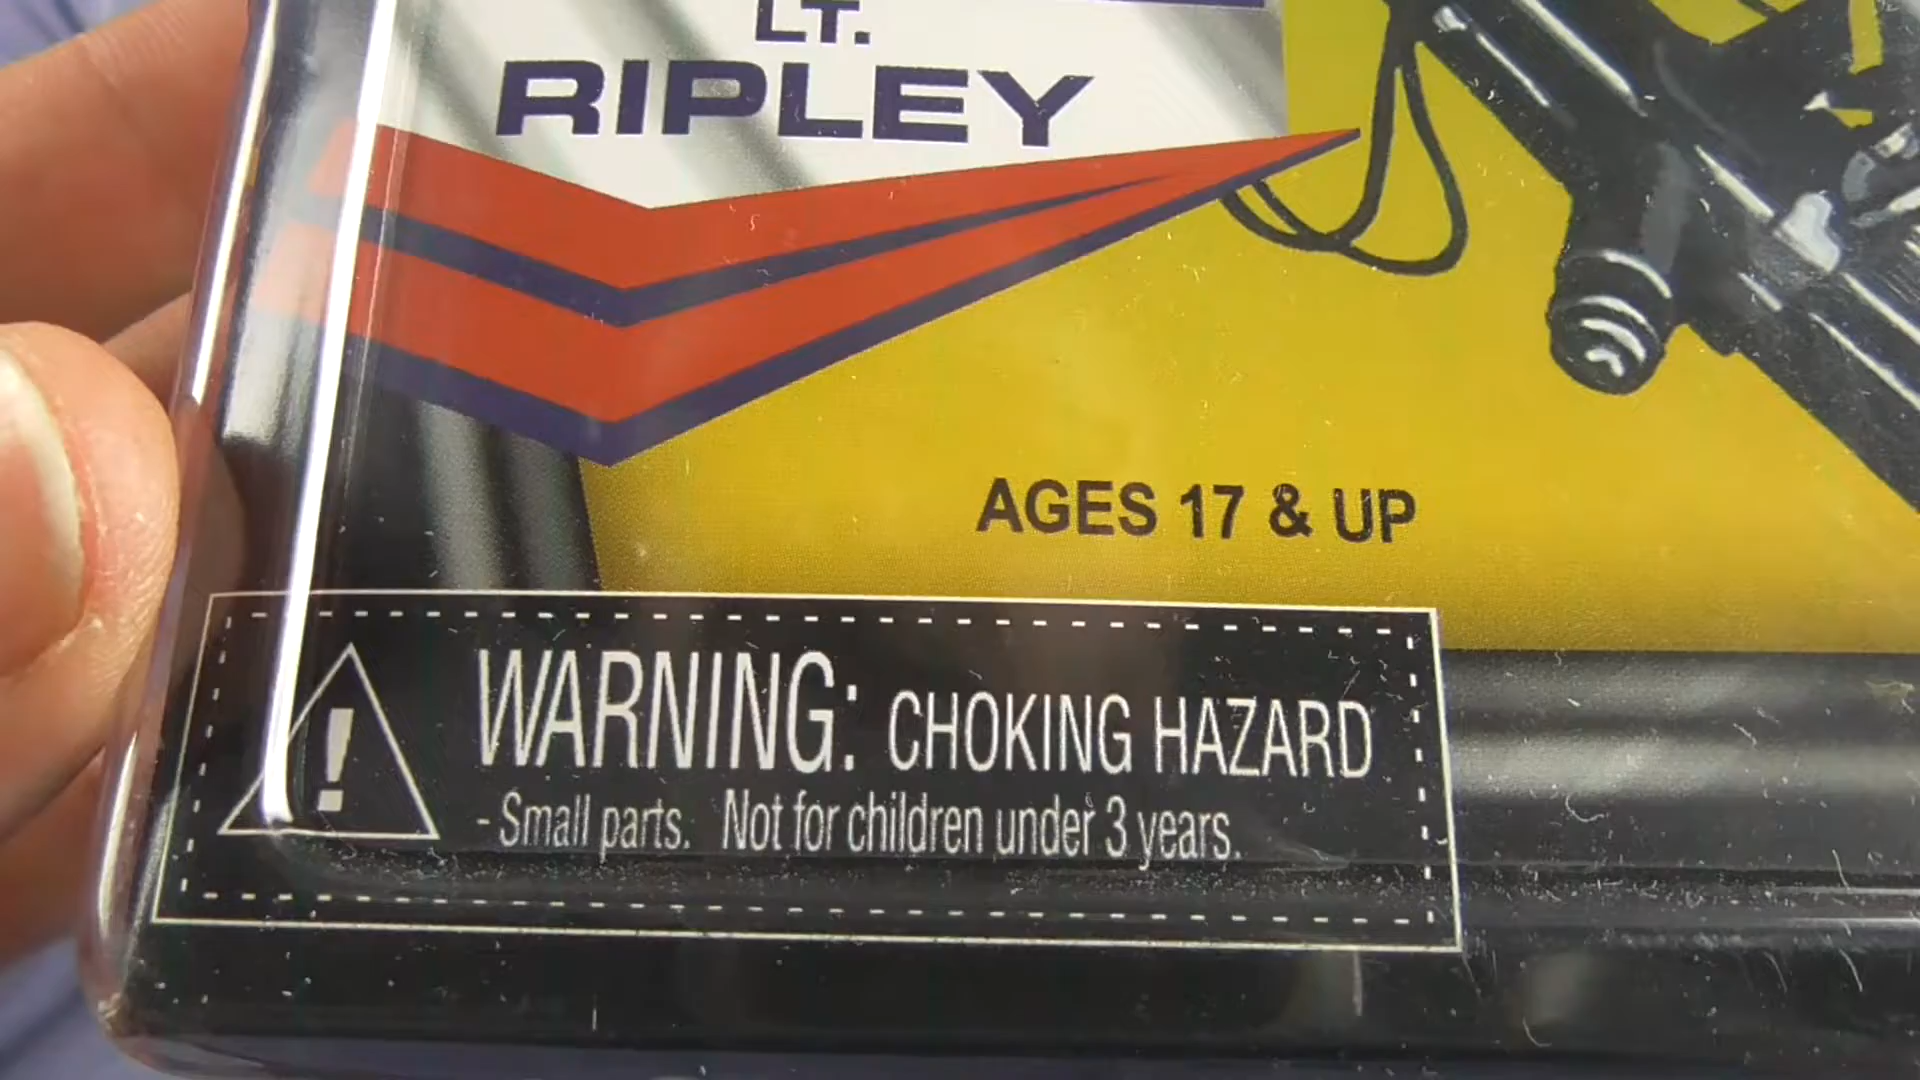 LT.
RIPLEY
AGES 17 & UP
WARNING: CHOKING HAZARD
- Small parts. Not for children under 3 years.